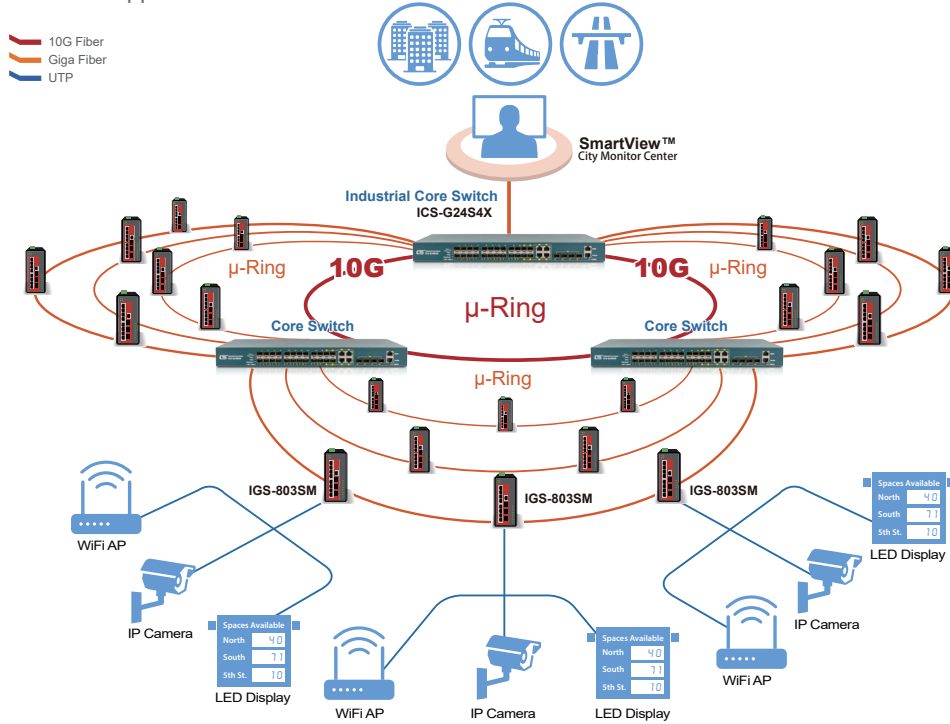 10G Fiber
Giga Fiber
UTP
SmartView™
City Monitor Center
Industrial Core Switch
ICS-G24S4X
µ-Ring
10G
10G
µ-Ring
µ-Ring
Core Switch
Core Switch
µ-Ring
IGS-803SM
IGS-803SM
IGS-803SM
WiFi AP
Spaces Available
North 40
South 71
5th St. 10
LED Display
IP Camera
IP Camera
Spaces Available
North 40
South 71
5th St. 10
LED Display
WiFi AP
IP Camera
Spaces Available
North 40
South 71
5th St. 10
LED Display
WiFi AP